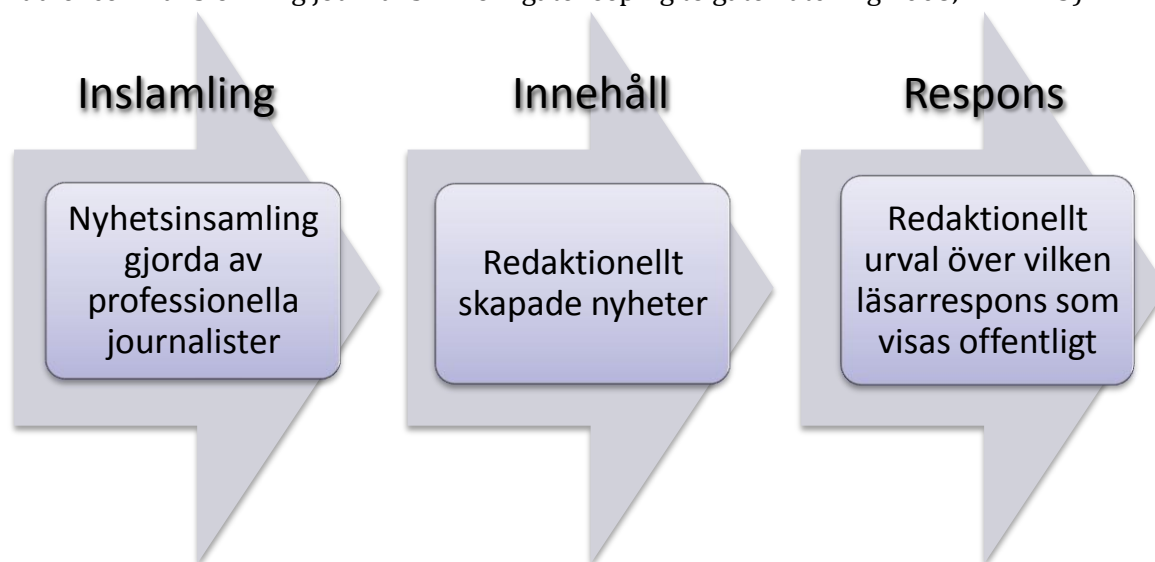 Inslamling
Nyhetsinsamling
gjorda av
professionella
journalister
Innehåll
Redaktionellt
skapade nyheter
Respons
Redaktionellt
urval över vilken
läsarrespons som
visas offentligt